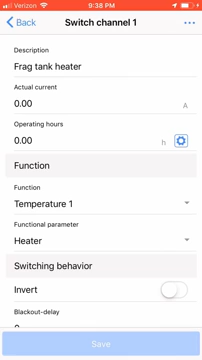 Verizon 9:38 PM
Back Switch channel 1 ...
Description
Frag tank heater
Actual current
0.00 A
Operating hours
0.00 h
Function
Function
Temperature 1
Functional parameter
Heater
Switching behavior
Invert
Blackout-delay
Save